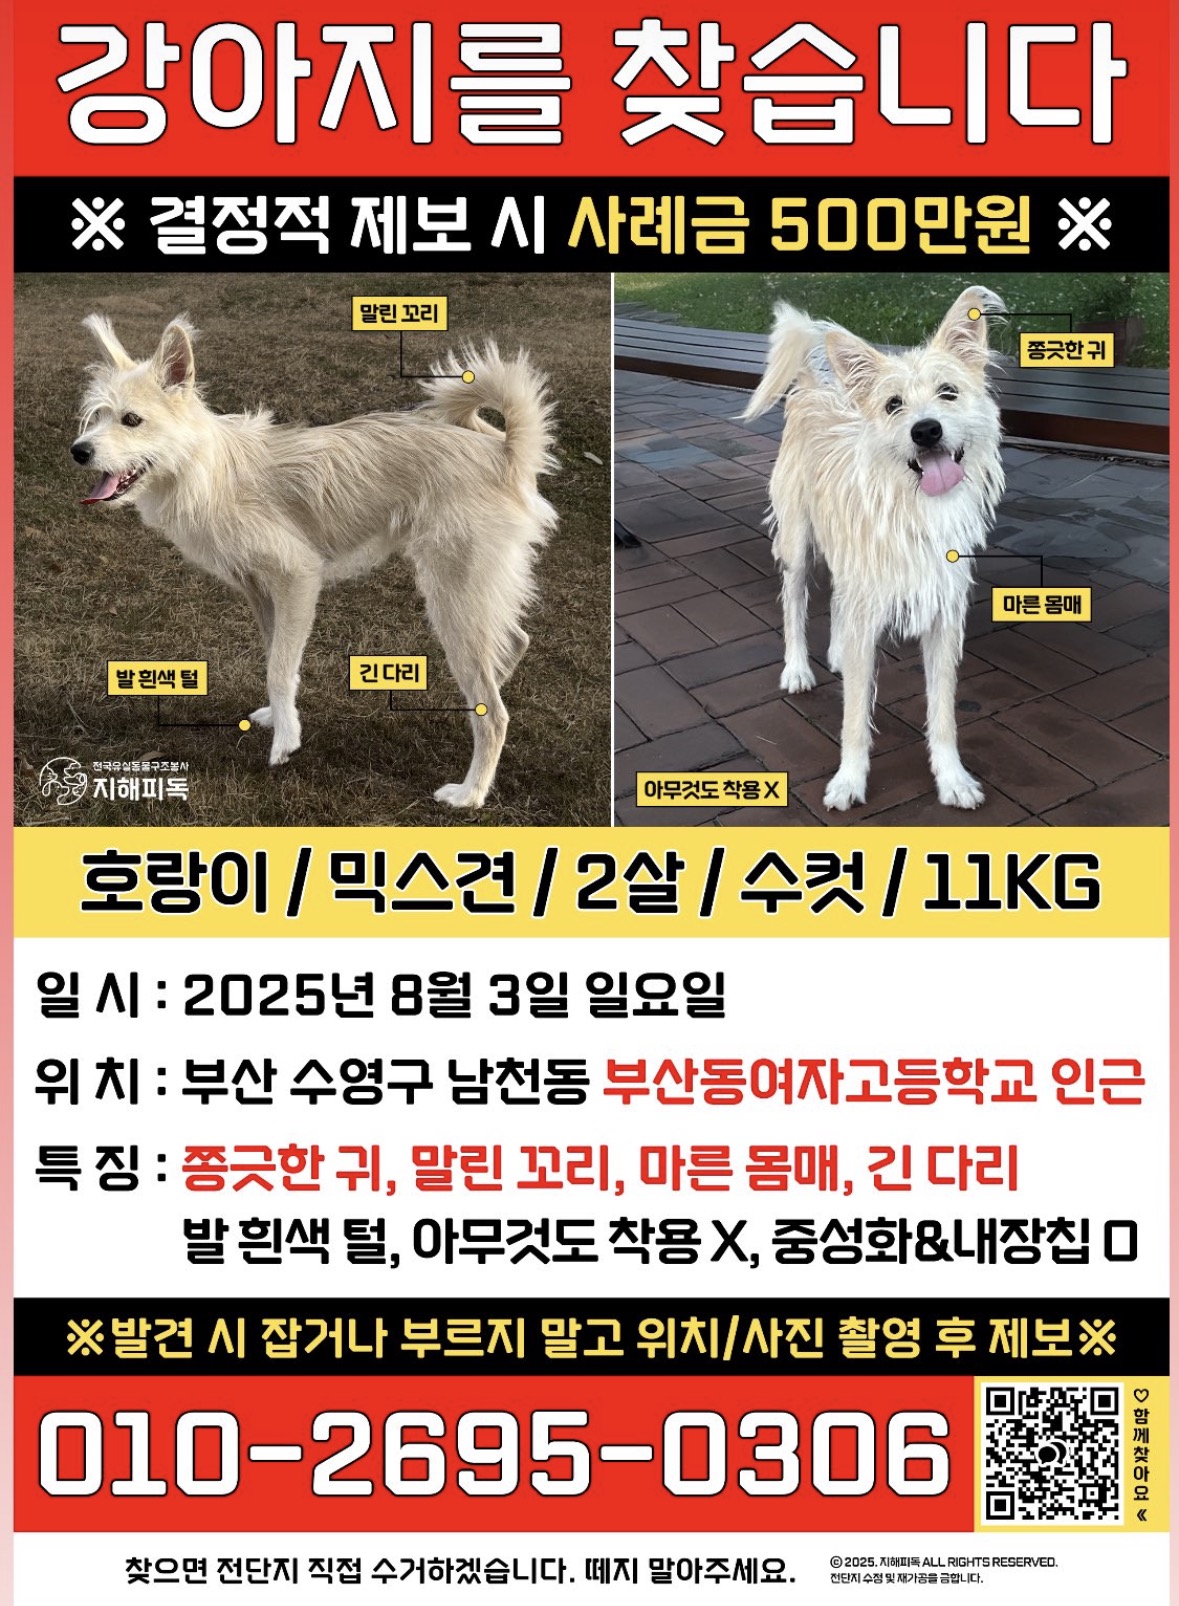 강아지를 찾습니다
※ 결정적 제보 시 사례금 500만원 ※
말린 꼬리
쫑긋한 귀
마른 몸매
발 흰색 털
긴 다리
전국유실동물구조봉사
지해피독
아무것도 착용 X
호랑이 / 믹스견 / 2살 / 수컷 / 11KG
일 시 : 2025년 8월 3일 일요일
위 치 : 부산 수영구 남천동 부산동여자고등학교 인근
특 징 : 쫑긋한 귀, 말린 꼬리, 마른 몸매, 긴 다리
발 흰색 털, 아무것도 착용 X, 중성화&내장칩 O
※발견 시 잡거나 부르지 말고 위치/사진 촬영 후 제보※
010-2695-0306
♡ 함께 찾아요 《
찾으면 전단지 직접 수거하겠습니다. 떼지 말아주세요.
© 2025. 지해피독 ALL RIGHTS RESERVED.
전단지 수정 및 재가공을 금합니다.